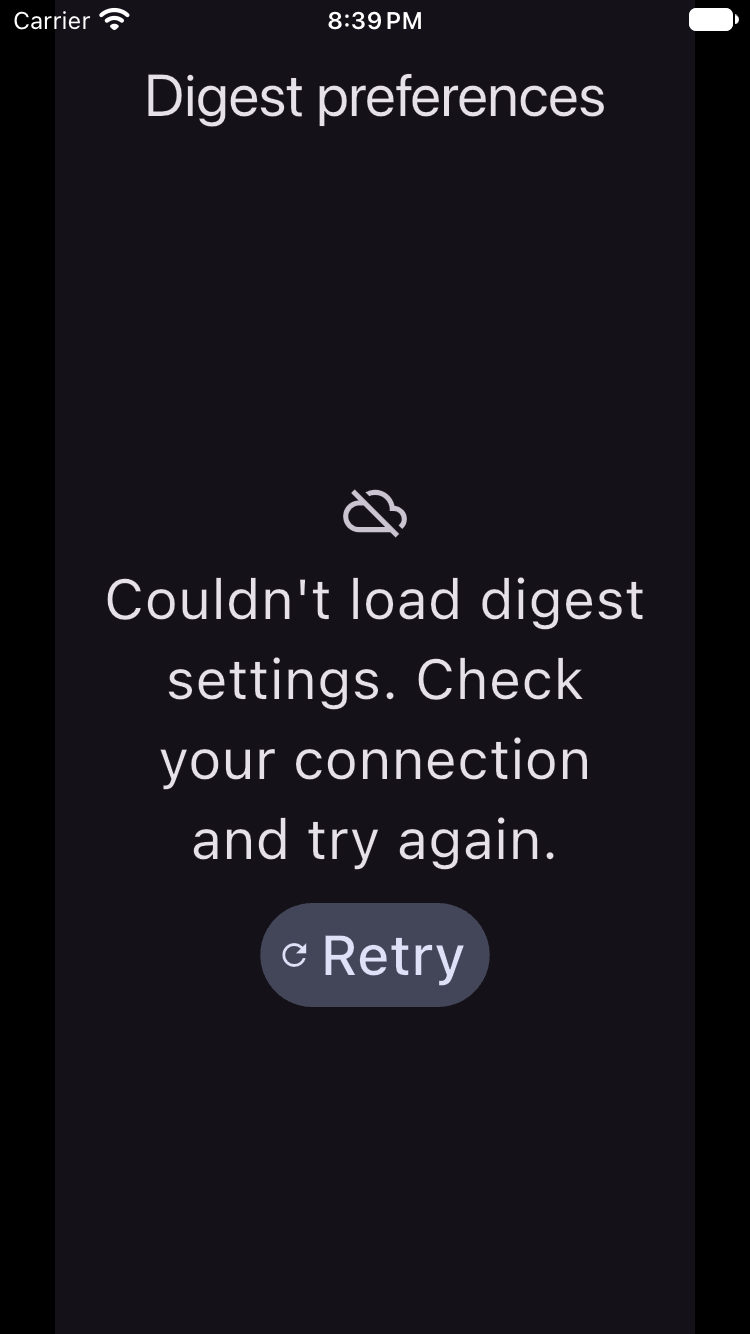 Carrier 8:39 PM
Digest preferences
Couldn't load digest
settings. Check
your connection
and try again.
Retry